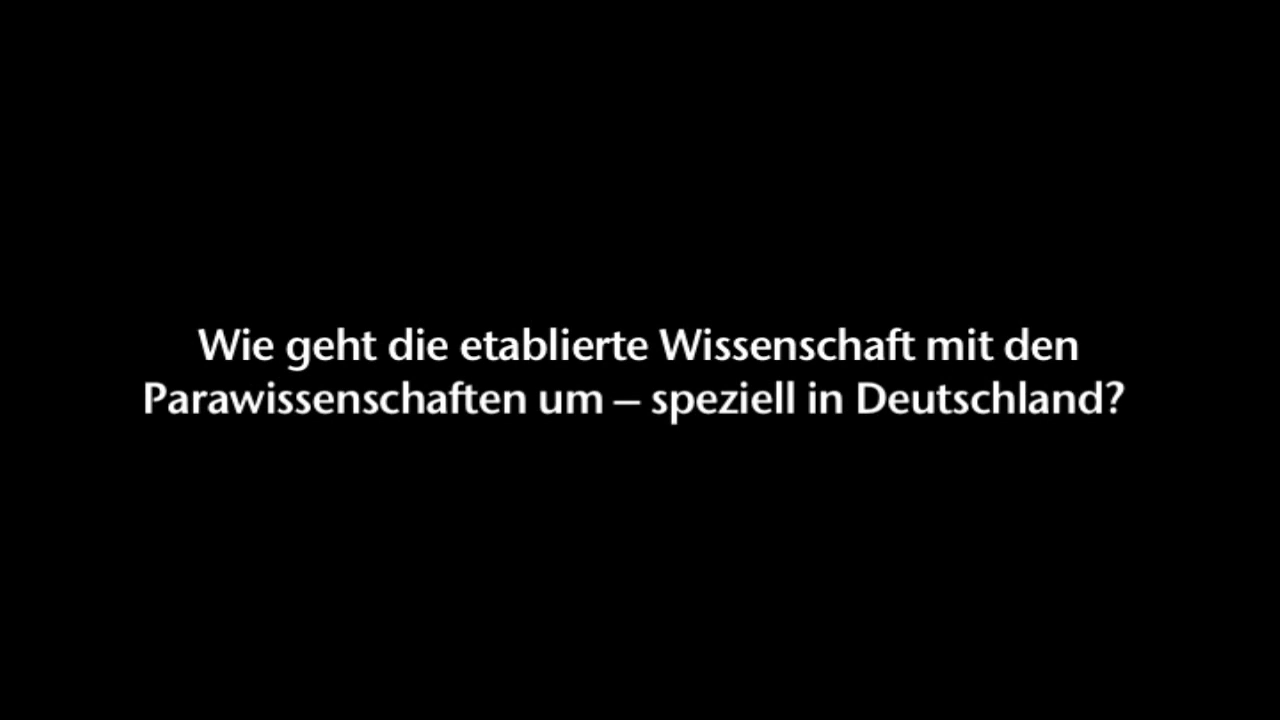 Wie geht die etablierte Wissenschaft mit den
Parawissenschaften um – speziell in Deutschland?